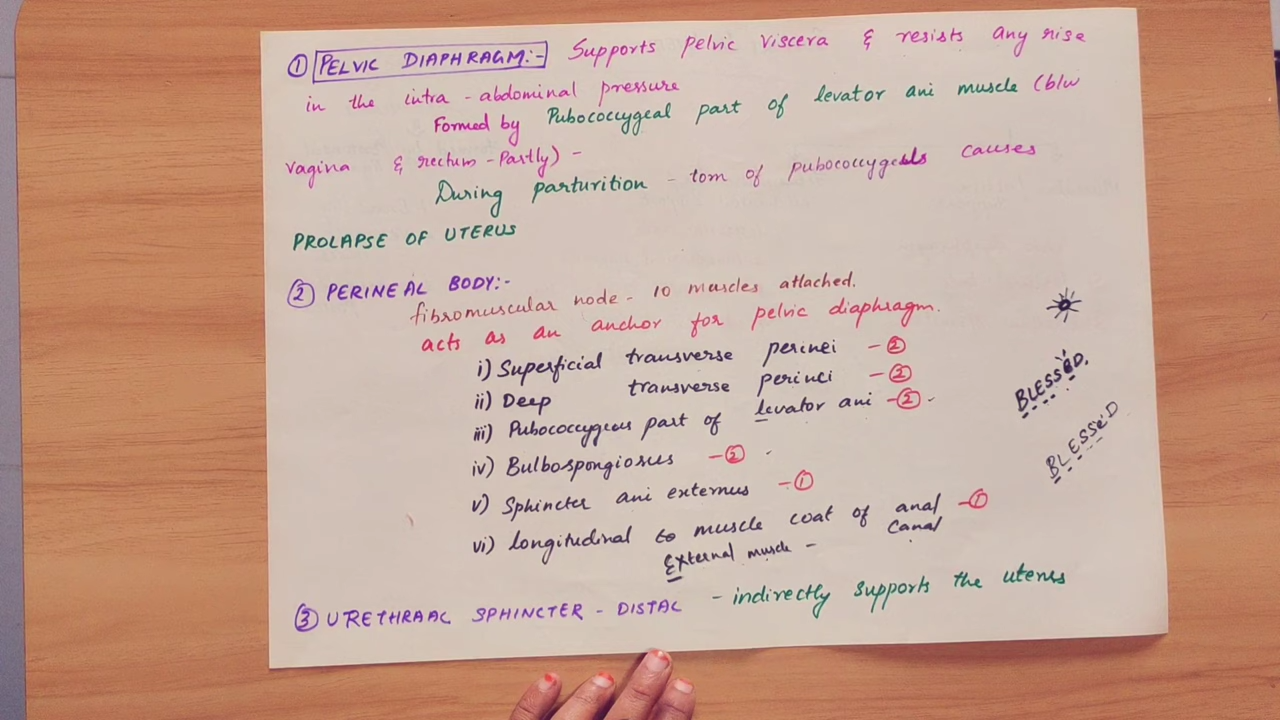 ① PELVIC DIAPHRAGM:- Supports pelvic viscera & resists any rise
in the intra-abdominal pressure
Formed by Pubococcygeal part of levator ani muscle (b/w
vagina & rectum - Partly) -
During parturition - torn of pubococcygeals causes
PROLAPSE OF UTERUS
② PERINEAL BODY:-
fibromuscular node - 10 muscles attached.
acts as an anchor for pelvic diaphragm.
i) Superficial transverse perinei - ②
ii) Deep transverse perinei - ②
iii) Pubococcygeus part of levator ani - ②
iv) Bulbospongiosus - ②
v) Sphincter ani externus - ①
vi) longitudinal to muscle coat of anal - ①
canal
External muscle -
BLESSED.
BLESSED
③ URETHRAAL SPHINCTER - DISTAL - indirectly supports the uterus